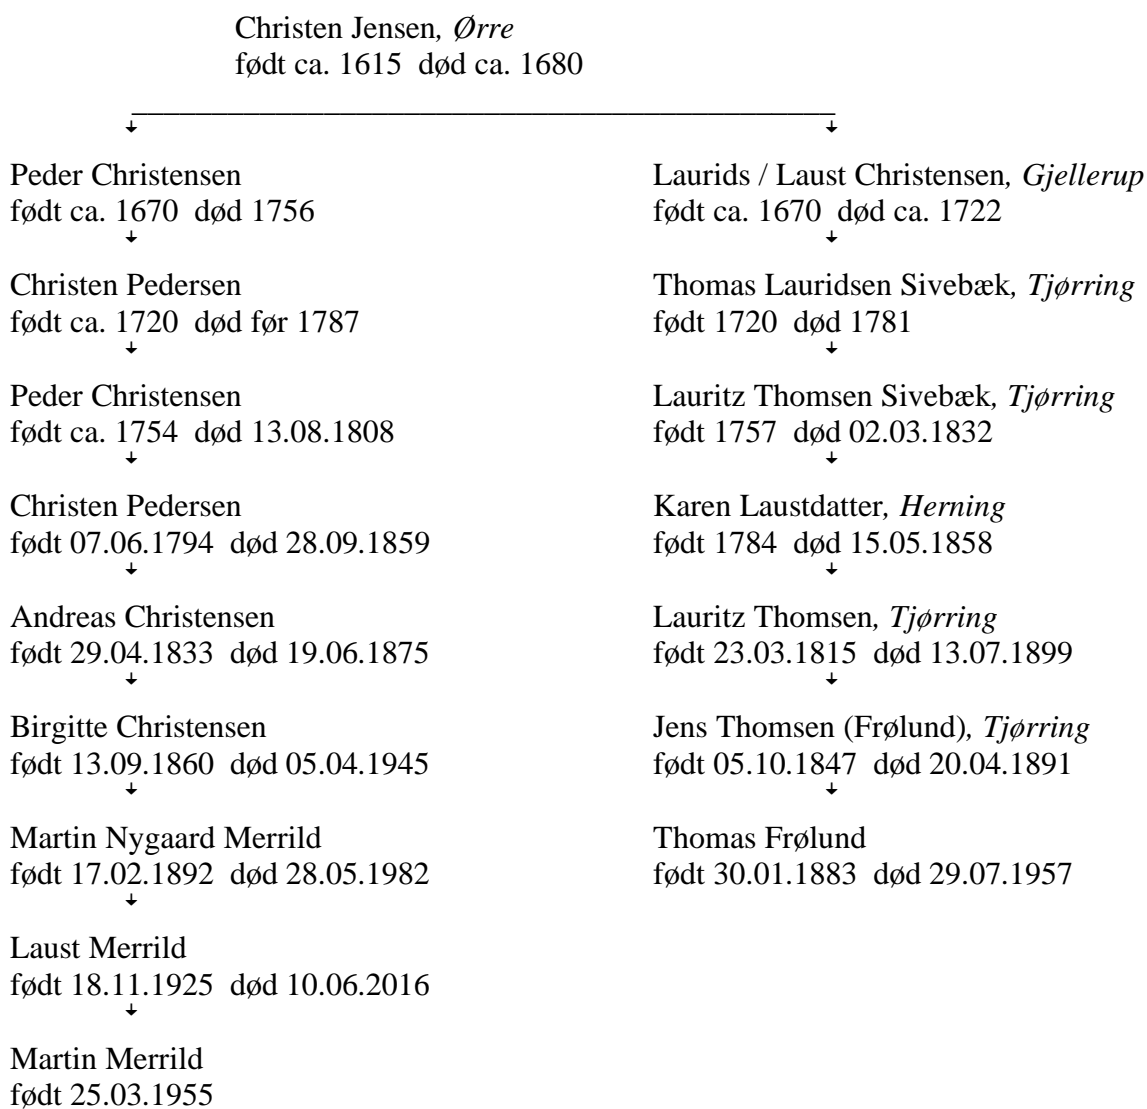 Christen Jensen, Ørre
født ca. 1615 død ca. 1680
Peder Christensen
født ca. 1670 død 1756
Laurids / Laust Christensen, Gjellerup
født ca. 1670 død ca. 1722
Christen Pedersen
født ca. 1720 død før 1787
Thomas Lauridsen Sivebæk, Tjørring
født 1720 død 1781
Peder Christensen
født ca. 1754 død 13.08.1808
Lauritz Thomsen Sivebæk, Tjørring
født 1757 død 02.03.1832
Christen Pedersen
født 07.06.1794 død 28.09.1859
Karen Laustdatter, Herning
født 1784 død 15.05.1858
Andreas Christensen
født 29.04.1833 død 19.06.1875
Lauritz Thomsen, Tjørring
født 23.03.1815 død 13.07.1899
Birgitte Christensen
født 13.09.1860 død 05.04.1945
Jens Thomsen (Frølund), Tjørring
født 05.10.1847 død 20.04.1891
Martin Nygaard Merrild
født 17.02.1892 død 28.05.1982
Thomas Frølund
født 30.01.1883 død 29.07.1957
Laust Merrild
født 18.11.1925 død 10.06.2016
Martin Merrild
født 25.03.1955